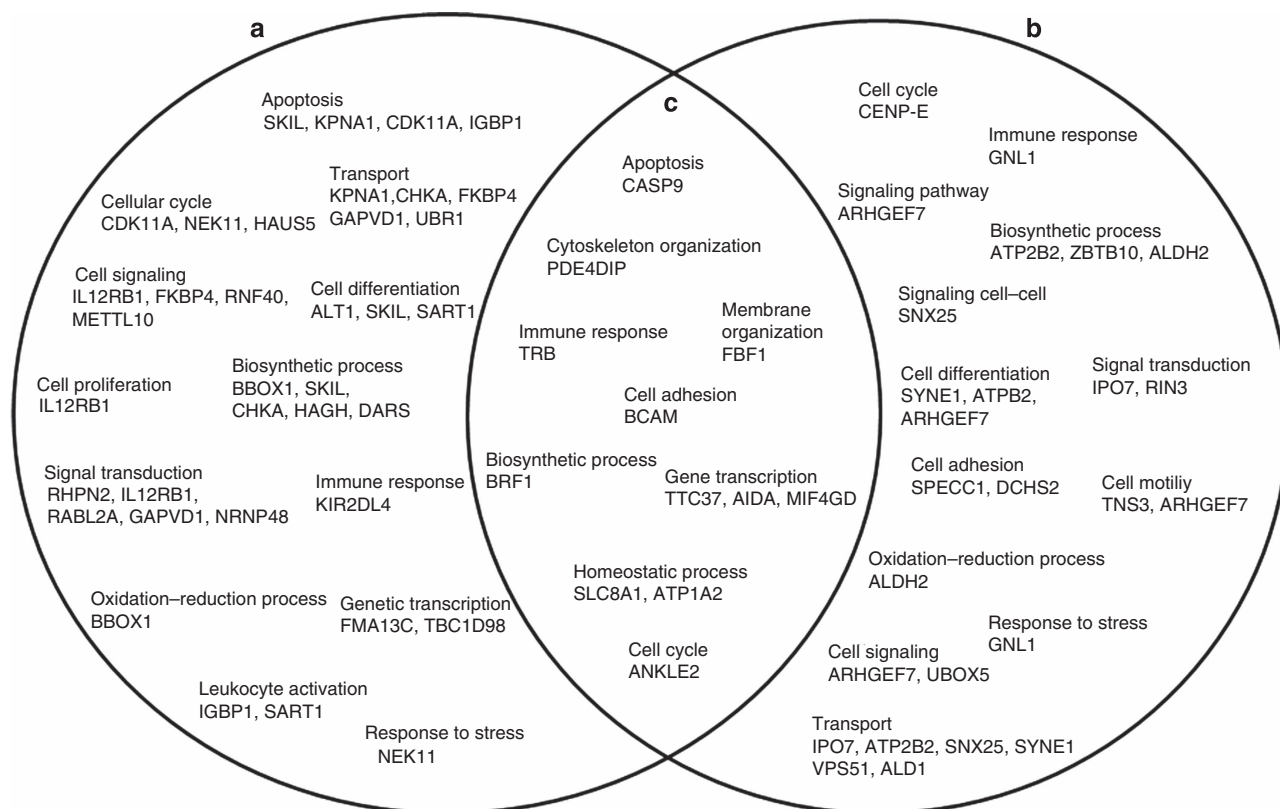 a
Apoptosis
SKIL, KPNA1, CDK11A, IGBP1
Transport
KPNA1,CHKA, FKBP4
GAPVD1, UBR1
Cellular cycle
CDK11A, NEK11, HAUS5
Cell signaling
IL12RB1, FKBP4, RNF40,
METTL10
Cell differentiation
ALT1, SKIL, SART1
Biosynthetic process
BBOX1, SKIL,
CHKA, HAGH, DARS
Cell proliferation
IL12RB1
Signal transduction
RHPN2, IL12RB1,
RABL2A, GAPVD1, NRNP48
Immune response
KIR2DL4
Oxidation–reduction process
BBOX1
Genetic transcription
FMA13C, TBC1D98
Leukocyte activation
IGBP1, SART1
Response to stress
NEK11
c
Apoptosis
CASP9
Cytoskeleton organization
PDE4DIP
Immune response
TRB
Membrane
organization
FBF1
Cell adhesion
BCAM
Biosynthetic process
BRF1
Gene transcription
TTC37, AIDA, MIF4GD
Homeostatic process
SLC8A1, ATP1A2
Cell cycle
ANKLE2
b
Cell cycle
CENP-E
Immune response
GNL1
Signaling pathway
ARHGEF7
Biosynthetic process
ATP2B2, ZBTB10, ALDH2
Signaling cell–cell
SNX25
Cell differentiation
SYNE1, ATPB2,
ARHGEF7
Signal transduction
IPO7, RIN3
Cell adhesion
SPECC1, DCHS2
Cell motiliy
TNS3, ARHGEF7
Oxidation–reduction process
ALDH2
Response to stress
GNL1
Cell signaling
ARHGEF7, UBOX5
Transport
IPO7, ATP2B2, SNX25, SYNE1
VPS51, ALD1